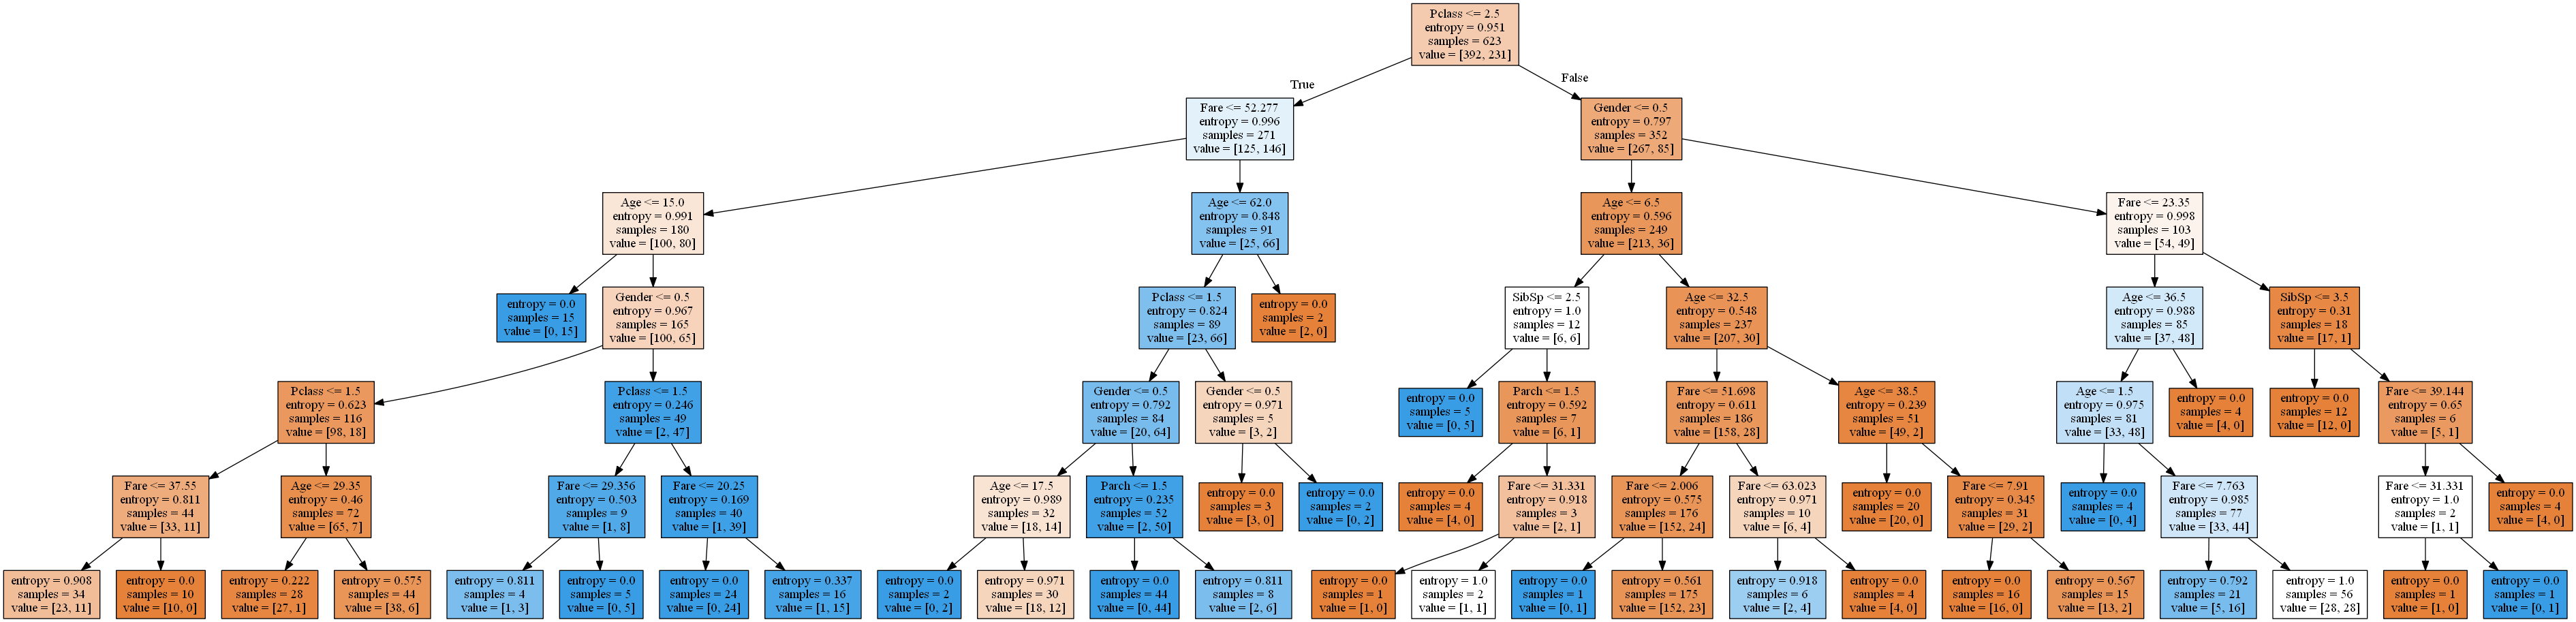 Pclass <= 2.5
entropy = 0.951
samples = 623
value = [392, 231]
True
False
Fare <= 52.277
entropy = 0.996
samples = 271
value = [125, 146]
Gender <= 0.5
entropy = 0.797
samples = 352
value = [267, 85]
Age <= 15.0
entropy = 0.991
samples = 180
value = [100, 80]
Age <= 62.0
entropy = 0.848
samples = 91
value = [25, 66]
Age <= 6.5
entropy = 0.596
samples = 249
value = [213, 36]
Fare <= 23.35
entropy = 0.998
samples = 103
value = [54, 49]
entropy = 0.0
samples = 15
value = [0, 15]
Gender <= 0.5
entropy = 0.967
samples = 165
value = [100, 65]
Pclass <= 1.5
entropy = 0.824
samples = 89
value = [23, 66]
entropy = 0.0
samples = 2
value = [2, 0]
SibSp <= 2.5
entropy = 1.0
samples = 12
value = [6, 6]
Age <= 32.5
entropy = 0.548
samples = 237
value = [207, 30]
Age <= 36.5
entropy = 0.988
samples = 85
value = [37, 48]
SibSp <= 3.5
entropy = 0.31
samples = 18
value = [17, 1]
Pclass <= 1.5
entropy = 0.623
samples = 116
value = [98, 18]
Pclass <= 1.5
entropy = 0.246
samples = 49
value = [2, 47]
Gender <= 0.5
entropy = 0.792
samples = 84
value = [20, 64]
Gender <= 0.5
entropy = 0.971
samples = 5
value = [3, 2]
entropy = 0.0
samples = 5
value = [0, 5]
Parch <= 1.5
entropy = 0.592
samples = 7
value = [6, 1]
Fare <= 51.698
entropy = 0.611
samples = 186
value = [158, 28]
Age <= 38.5
entropy = 0.239
samples = 51
value = [49, 2]
Age <= 1.5
entropy = 0.975
samples = 81
value = [33, 48]
entropy = 0.0
samples = 4
value = [4, 0]
entropy = 0.0
samples = 12
value = [12, 0]
Fare <= 39.144
entropy = 0.65
samples = 6
value = [5, 1]
Fare <= 37.55
entropy = 0.811
samples = 44
value = [33, 11]
Age <= 29.35
entropy = 0.46
samples = 72
value = [65, 7]
Fare <= 29.356
entropy = 0.503
samples = 9
value = [1, 8]
Fare <= 20.25
entropy = 0.169
samples = 40
value = [1, 39]
Age <= 17.5
entropy = 0.989
samples = 32
value = [18, 14]
Parch <= 1.5
entropy = 0.235
samples = 52
value = [2, 50]
entropy = 0.0
samples = 3
value = [3, 0]
entropy = 0.0
samples = 2
value = [0, 2]
entropy = 0.0
samples = 4
value = [4, 0]
Fare <= 31.331
entropy = 0.918
samples = 3
value = [2, 1]
Fare <= 2.006
entropy = 0.575
samples = 176
value = [152, 24]
Fare <= 63.023
entropy = 0.971
samples = 10
value = [6, 4]
entropy = 0.0
samples = 20
value = [20, 0]
Fare <= 7.91
entropy = 0.345
samples = 31
value = [29, 2]
entropy = 0.0
samples = 4
value = [0, 4]
Fare <= 7.763
entropy = 0.985
samples = 77
value = [33, 44]
Fare <= 31.331
entropy = 1.0
samples = 2
value = [1, 1]
entropy = 0.0
samples = 4
value = [4, 0]
entropy = 0.908
samples = 34
value = [23, 11]
entropy = 0.0
samples = 10
value = [10, 0]
entropy = 0.222
samples = 28
value = [27, 1]
entropy = 0.575
samples = 44
value = [38, 6]
entropy = 0.811
samples = 4
value = [1, 3]
entropy = 0.0
samples = 5
value = [0, 5]
entropy = 0.0
samples = 24
value = [0, 24]
entropy = 0.337
samples = 16
value = [1, 15]
entropy = 0.0
samples = 2
value = [0, 2]
entropy = 0.971
samples = 30
value = [18, 12]
entropy = 0.0
samples = 44
value = [0, 44]
entropy = 0.811
samples = 8
value = [2, 6]
entropy = 0.0
samples = 1
value = [1, 0]
entropy = 1.0
samples = 2
value = [1, 1]
entropy = 0.0
samples = 1
value = [0, 1]
entropy = 0.561
samples = 175
value = [152, 23]
entropy = 0.918
samples = 6
value = [2, 4]
entropy = 0.0
samples = 4
value = [4, 0]
entropy = 0.0
samples = 16
value = [16, 0]
entropy = 0.567
samples = 15
value = [13, 2]
entropy = 0.792
samples = 21
value = [5, 16]
entropy = 1.0
samples = 56
value = [28, 28]
entropy = 0.0
samples = 1
value = [1, 0]
entropy = 0.0
samples = 1
value = [0, 1]